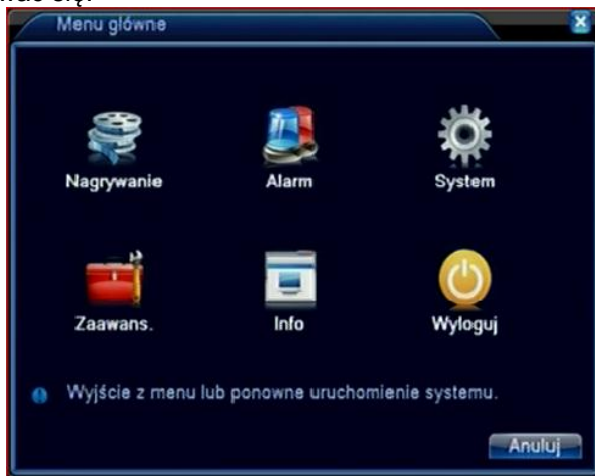 Menu główne
Nagrywanie Alarm System
Zaawans. Info Wyloguj
Wyjście z menu lub ponowne uruchomienie systemu.
Anuluj